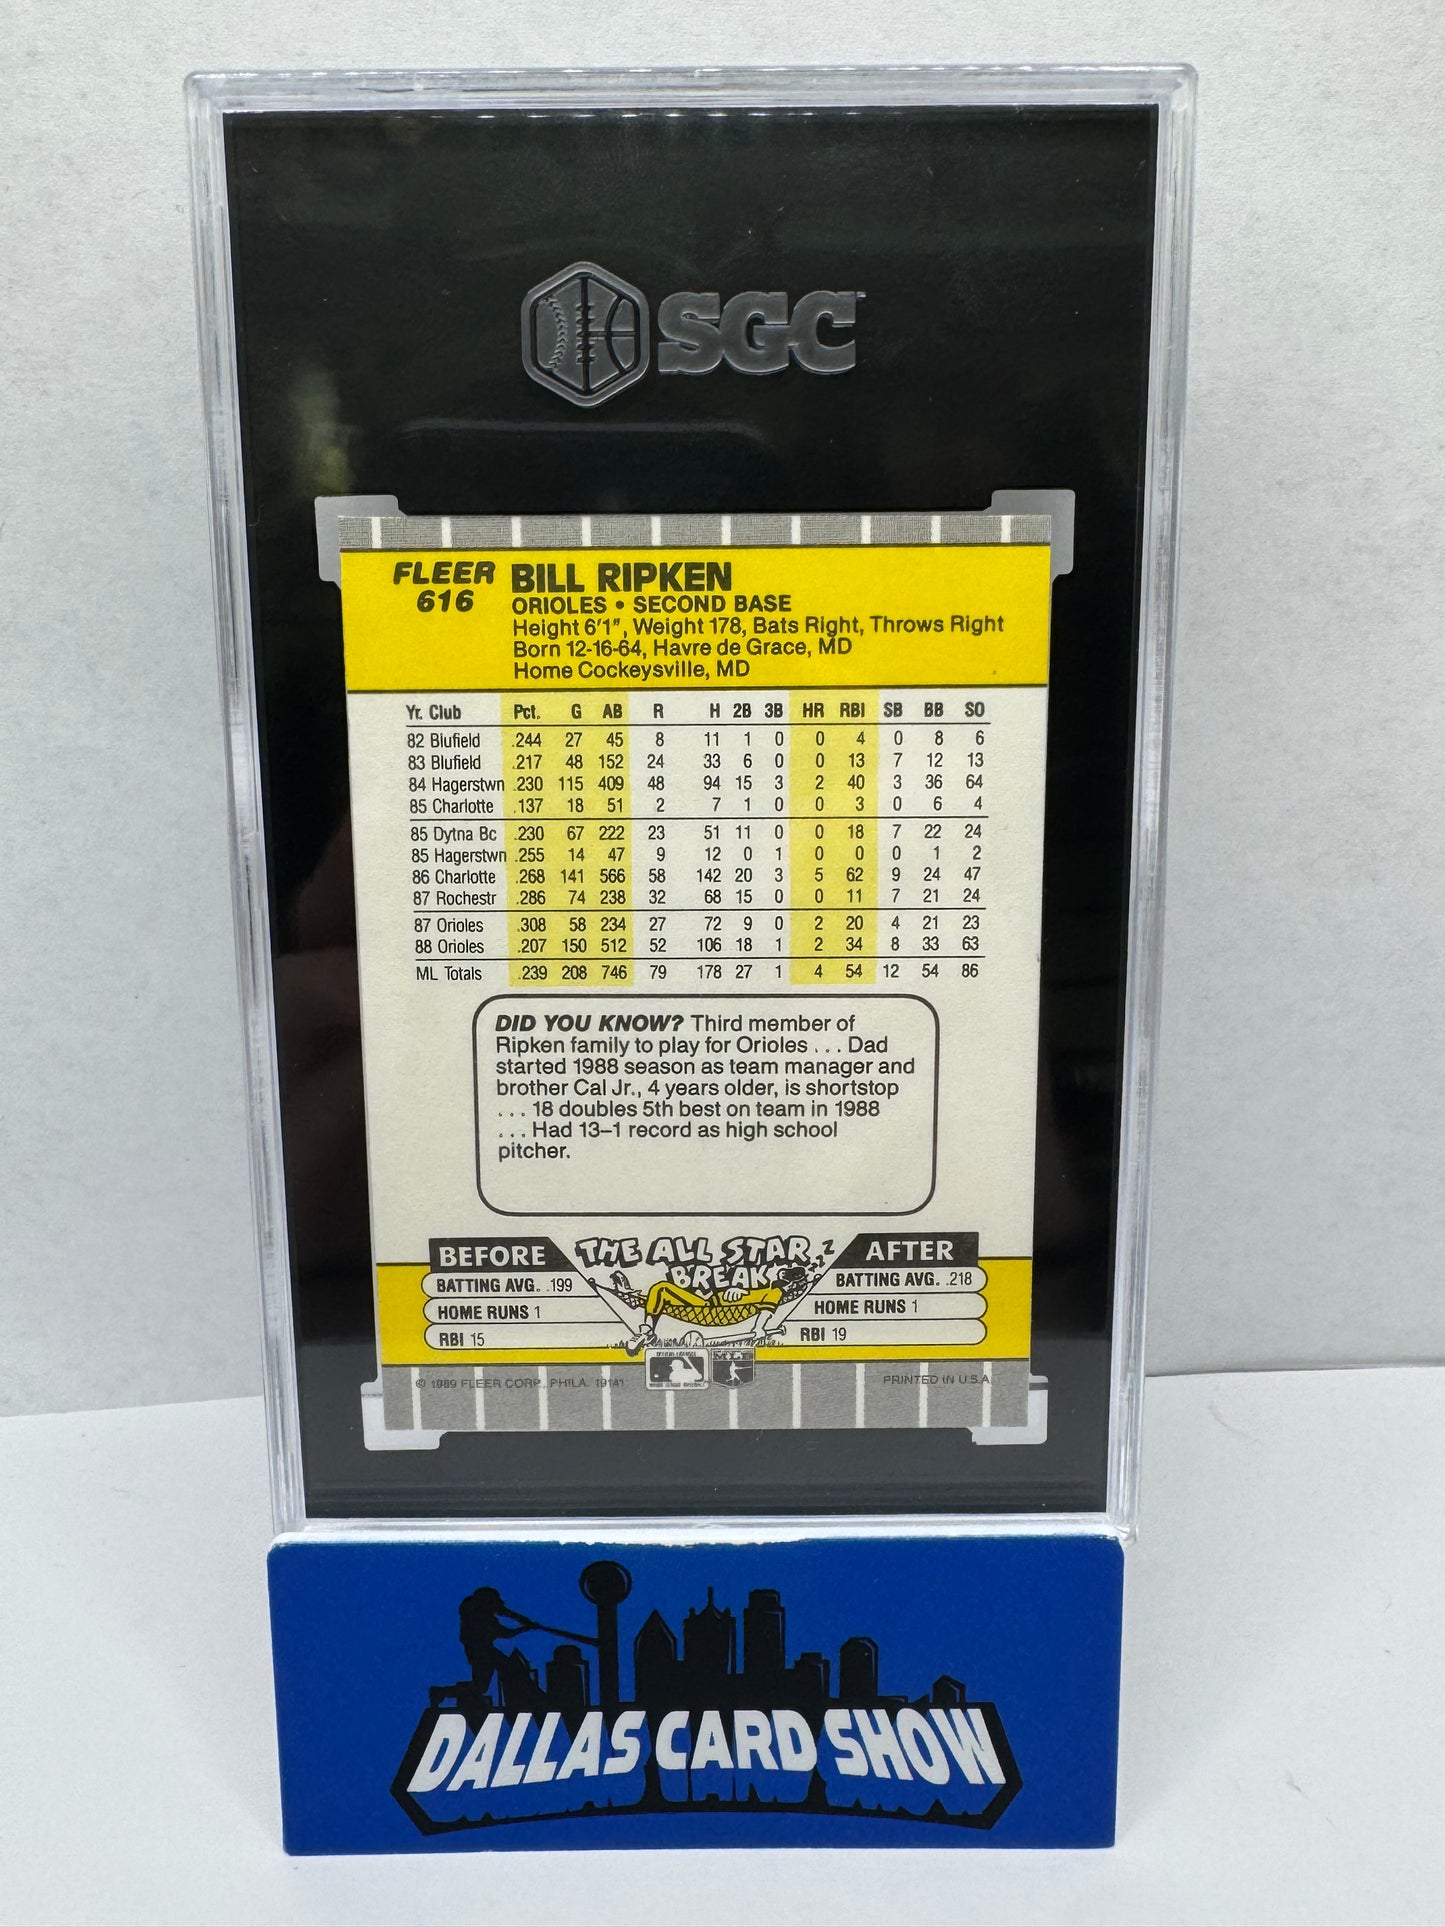 SGC
FLEER BILL RIPKEN
616 ORIOLES • SECOND BASE
Height 6'1", Weight 178, Bats Right, Throws Right
Born 12-16-64, Havre de Grace, MD
Home Cockeysville, MD
Yr. Club Pct. G AB R H 2B 3B HR RBI SB BB SO
82 Blufield .244 27 45 8 11 1 0 0 4 0 8 6
83 Blufield .217 48 152 24 33 6 0 0 13 7 12 13
84 Hagerstwn .230 115 409 48 94 15 3 2 40 3 36 64
85 Charlotte .137 18 51 2 7 1 0 0 3 0 6 4
85 Dytna Bc .230 67 222 23 51 11 0 0 18 7 22 24
85 Hagerstwn .255 14 47 9 12 0 1 0 0 0 1 2
86 Charlotte .268 141 566 58 142 20 3 5 62 9 24 47
87 Rochestr .286 74 238 32 68 15 0 0 11 7 21 24
87 Orioles .308 58 234 27 72 9 0 2 20 4 21 23
88 Orioles .207 150 512 52 106 18 1 2 34 8 33 63
ML Totals .239 208 746 79 178 27 1 4 54 12 54 86
DID YOU KNOW? Third member of
Ripken family to play for Orioles . . . Dad
started 1988 season as team manager and
brother Cal Jr., 4 years older, is shortstop
. . . 18 doubles 5th best on team in 1988
. . . Had 13–1 record as high school
pitcher.
BEFORE THE ALL STAR BREAK AFTER
BATTING AVG. .199 BATTING AVG. .218
HOME RUNS 1 HOME RUNS 1
RBI 15 RBI 19
© 1989 FLEER CORP., PHILA. 19141 PRINTED IN U.S.A.
DALLAS CARD SHOW